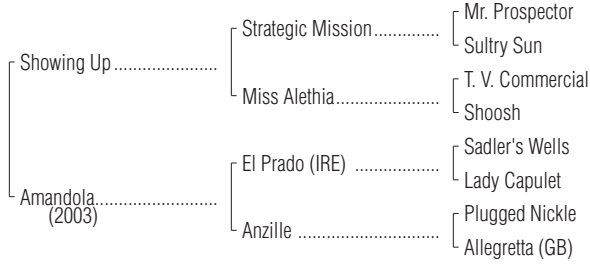 Mr. Prospector
Strategic Mission..............
Sultry Sun
Showing Up ......................
T. V. Commercial
Miss Alethia......................
Shoosh
Sadler's Wells
El Prado (IRE) ..................
Lady Capulet
Amandola..........................
(2003)
Plugged Nickle
Anzille ..............................
Allegretta (GB)